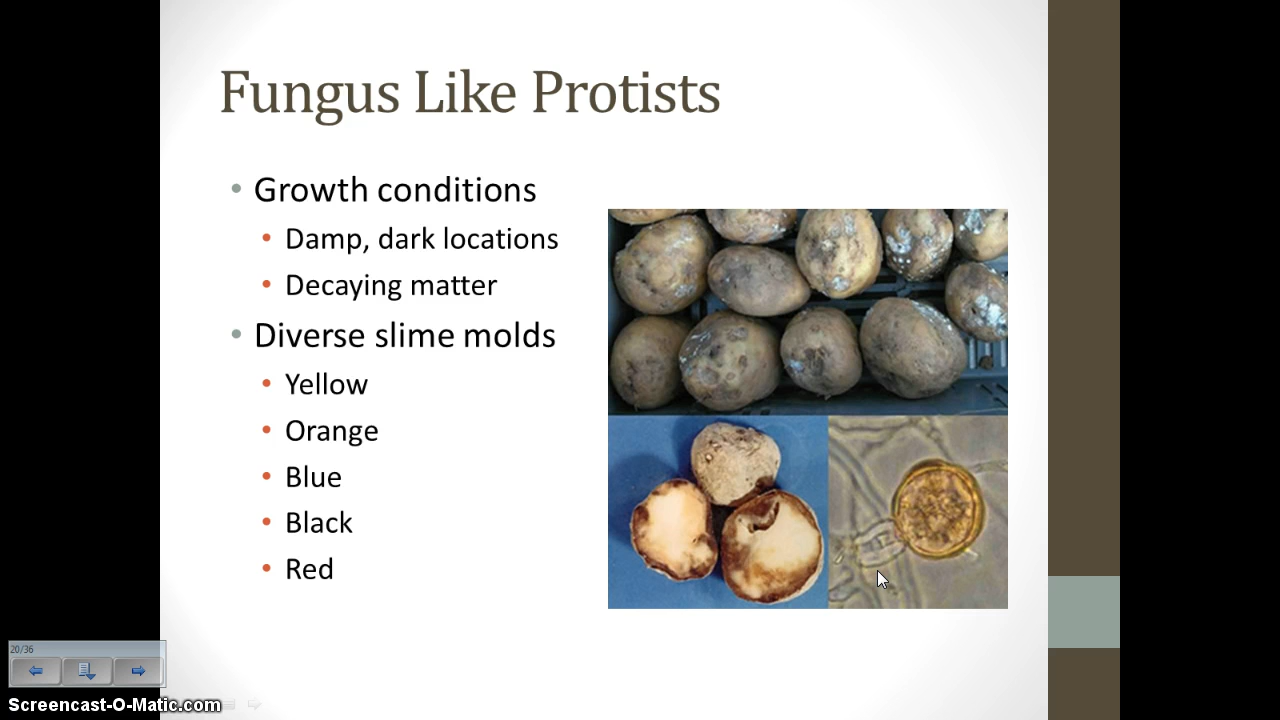 Fungus Like Protists
Growth conditions
Damp, dark locations
Decaying matter
Diverse slime molds
Yellow
Orange
Blue
Black
Red
20/36
Screencast-O-Matic.com